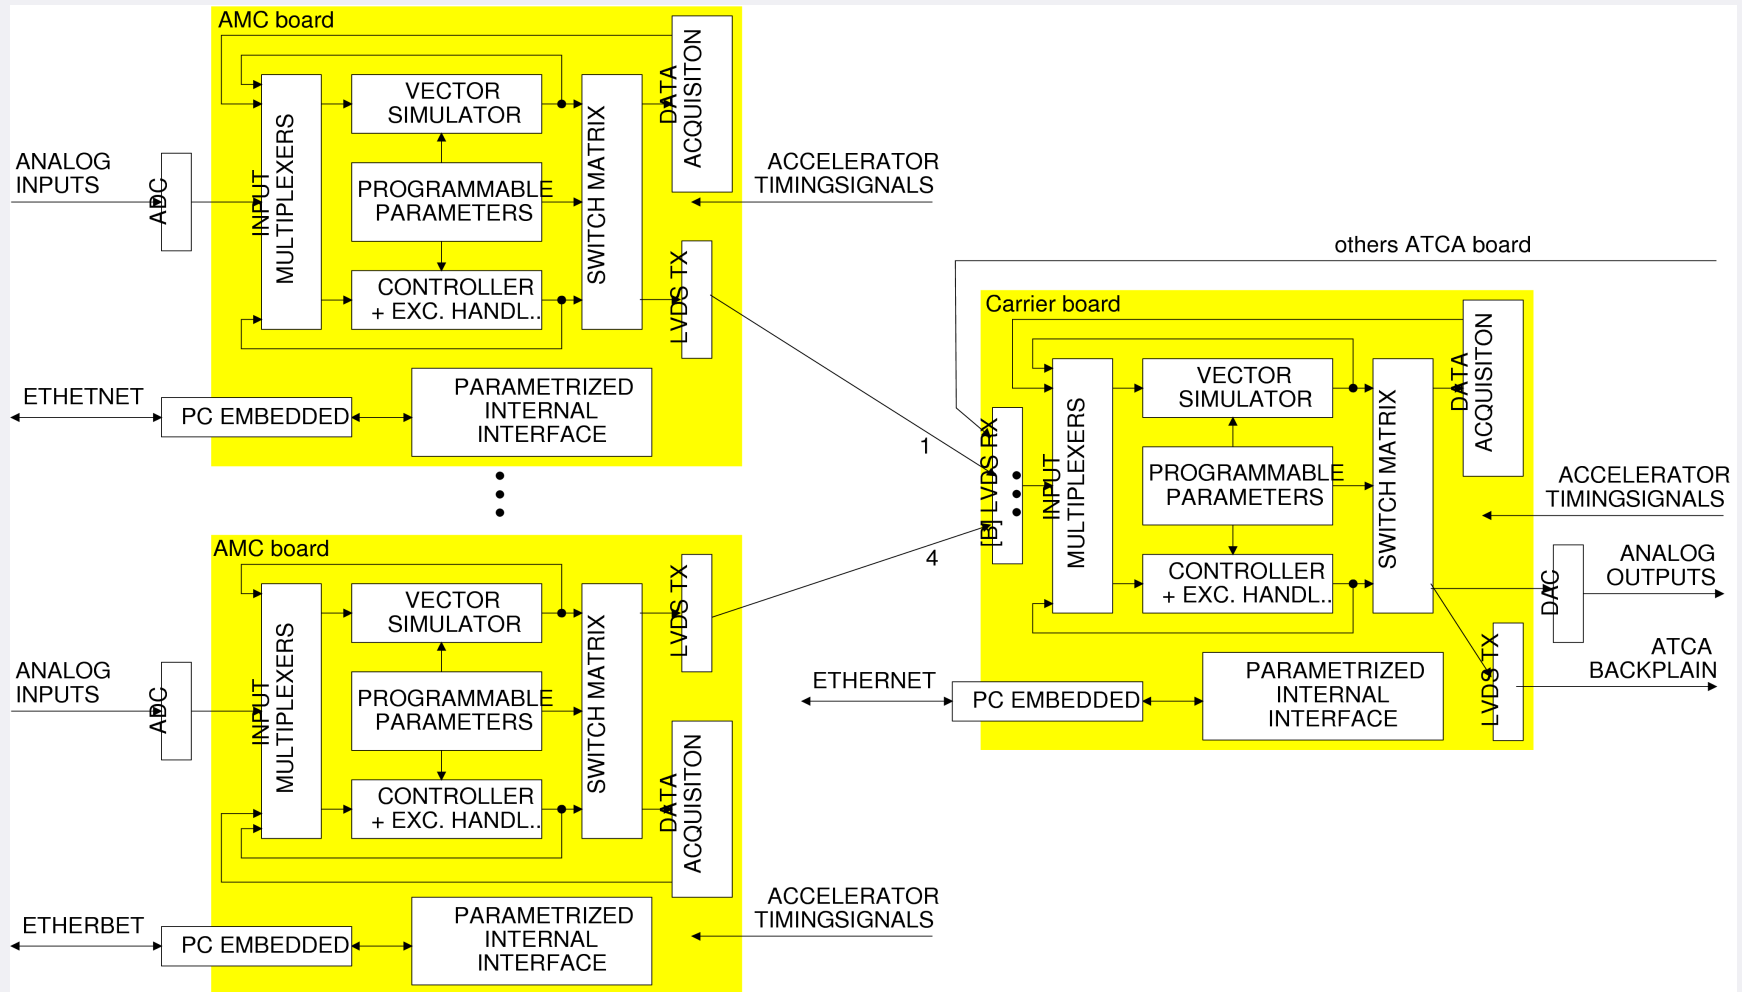 AMC board
ANALOG
INPUTS
ADC
INPUT
MULTIPLEXERS
VECTOR
SIMULATOR
PROGRAMMABLE
PARAMETERS
CONTROLLER
+ EXC. HANDL..
SWITCH MATRIX
DATA
ACQUISITON
LVDS TX
ACCELERATOR
TIMINGSIGNALS
ETHETNET
PC EMBEDDED
PARAMETRIZED
INTERNAL
INTERFACE
1
4
AMC board
ANALOG
INPUTS
ADC
INPUT
MULTIPLEXERS
VECTOR
SIMULATOR
PROGRAMMABLE
PARAMETERS
CONTROLLER
+ EXC. HANDL..
SWITCH MATRIX
LVDS TX
DATA
ACQUISITON
ACCELERATOR
TIMINGSIGNALS
ETHERBET
PC EMBEDDED
PARAMETRIZED
INTERNAL
INTERFACE
others ATCA board
Carrier board
[B] LVDS RX
INPUT
MULTIPLEXERS
VECTOR
SIMULATOR
PROGRAMMABLE
PARAMETERS
CONTROLLER
+ EXC. HANDL..
SWITCH MATRIX
DATA
ACQUISITON
ACCELERATOR
TIMINGSIGNALS
DAC
ANALOG
OUTPUTS
LVDS TX
ATCA
BACKPLAIN
ETHERNET
PC EMBEDDED
PARAMETRIZED
INTERNAL
INTERFACE